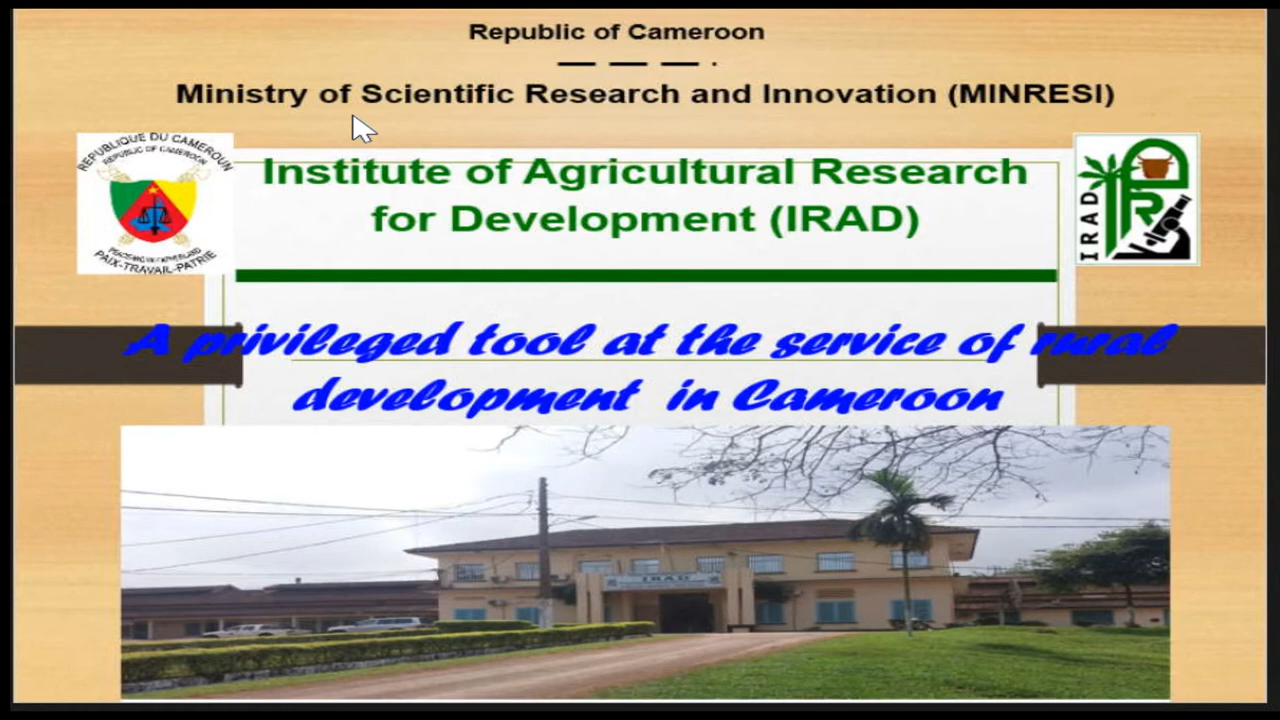 Republic of Cameroon
Ministry of Scientific Research and Innovation (MINRESI)
REPUBLIQUE DU CAMEROUN
REPUBLIC OF CAMEROON
PAIX-TRAVAIL-PATRIE
Institute of Agricultural Research
for Development (IRAD)
IRAD
A privileged tool at the service of rural
development in Cameroon
IRAD